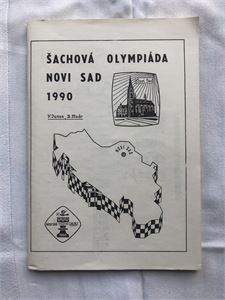 ŠACHOVÁ OLYMPIÁDA
NOVI SAD
1990
NOVI SAD